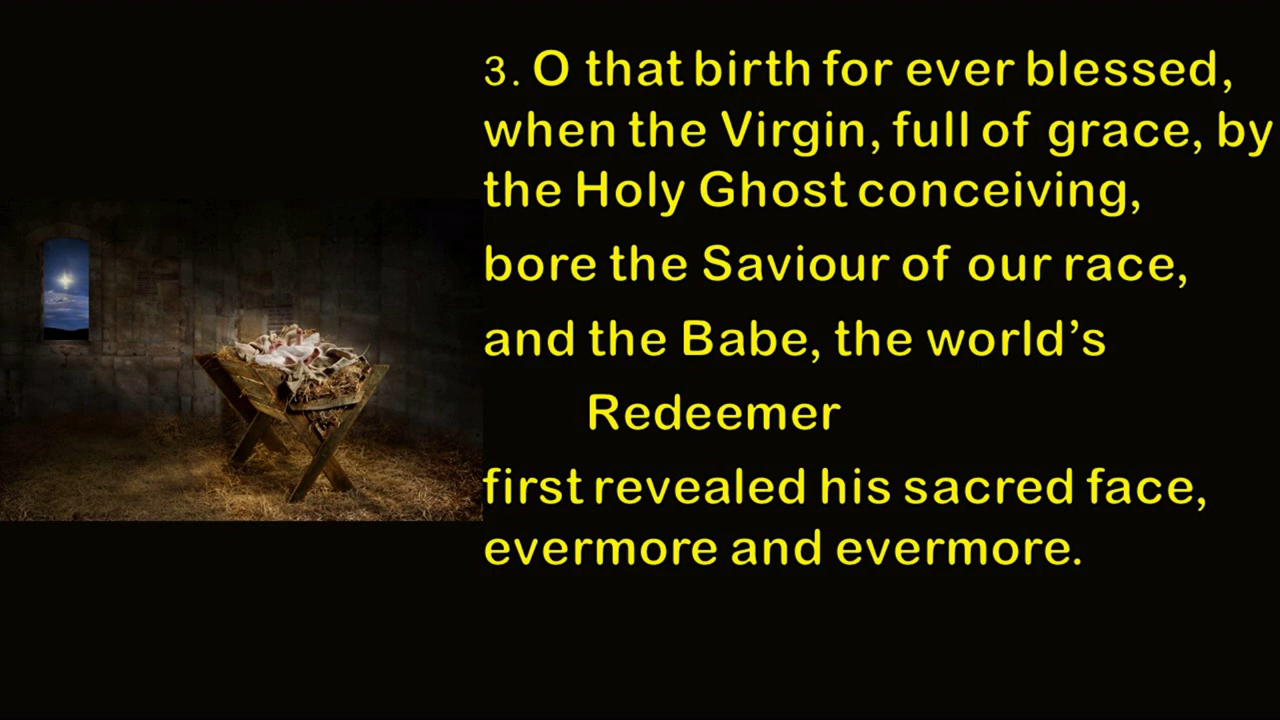 3. O that birth for ever blessed,
when the Virgin, full of grace, by
the Holy Ghost conceiving,
bore the Saviour of our race,
and the Babe, the world’s
Redeemer
first revealed his sacred face,
evermore and evermore.